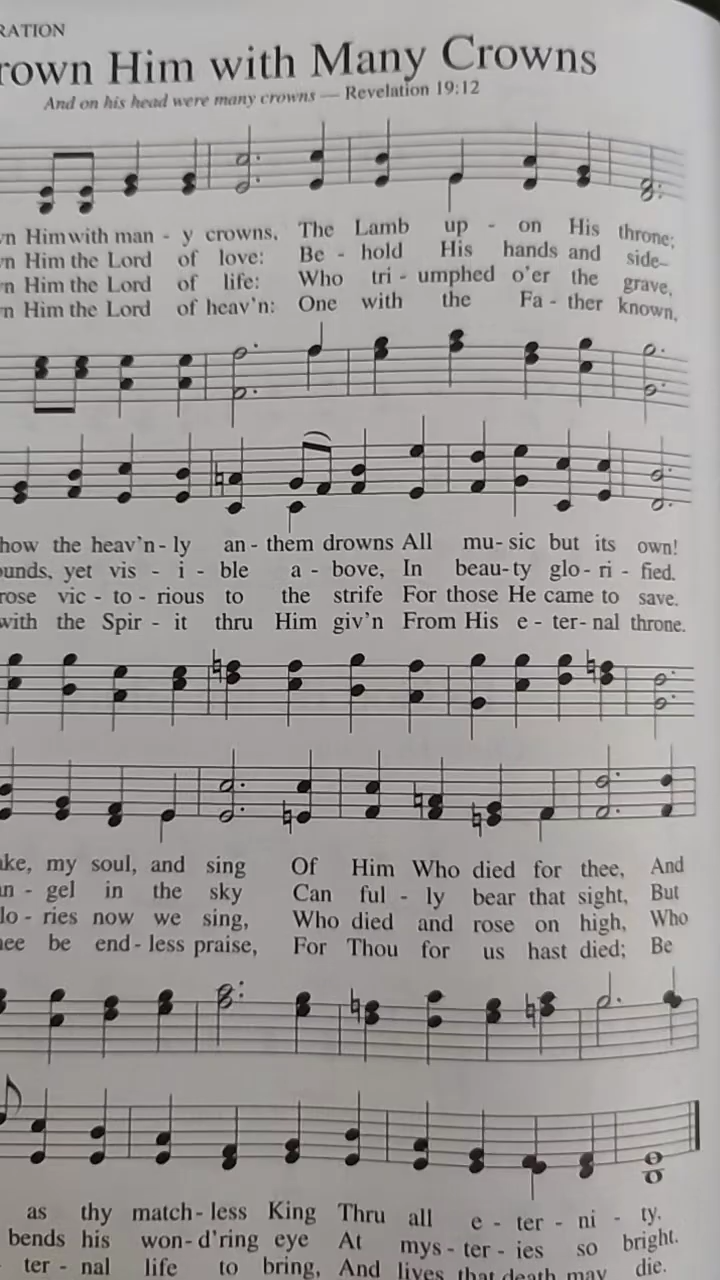 RATION
rown Him with Many Crowns
And on his head were many crowns — Revelation 19:12
n Him with man - y crowns, The Lamb up - on His throne;
n Him the Lord of love: Be - hold His hands and side–
n Him the Lord of life: Who tri - umphed o'er the grave,
n Him the Lord of heav'n: One with the Fa - ther known,
how the heav'n - ly an - them drowns All mu - sic but its own!
unds, yet vis - i - ble a - bove, In beau - ty glo - ri - fied.
rose vic - to - rious to the strife For those He came to save.
with the Spir - it thru Him giv'n From His e - ter - nal throne.
ke, my soul, and sing Of Him Who died for thee, And
n - gel in the sky Can ful - ly bear that sight, But
lo - ries now we sing, Who died and rose on high, Who
ee be end - less praise, For Thou for us hast died; Be
as thy match - less King Thru all e - ter - ni - ty.
bends his won - d'ring eye At mys - ter - ies so bright.
ter - nal life to bring, And lives that death may die.